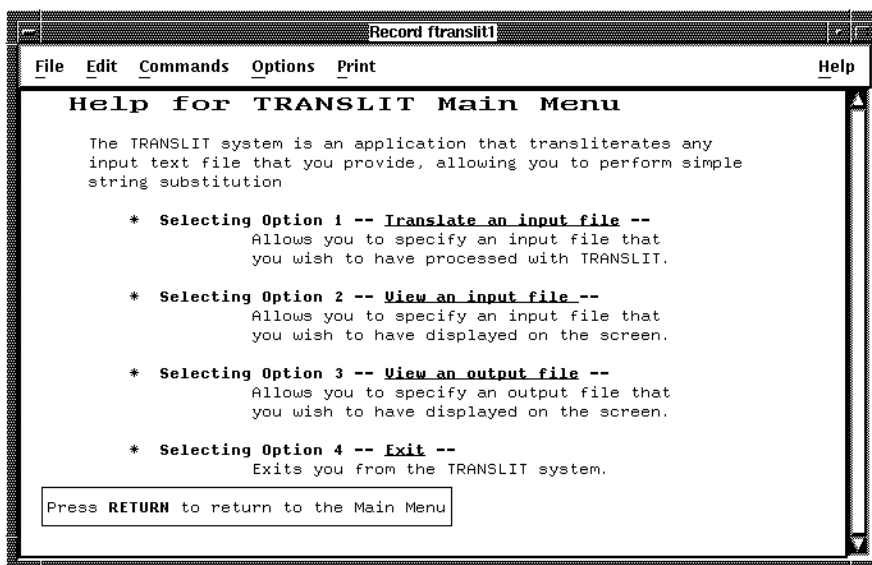 Record ftranslit1
File Edit Commands Options Print Help
Help for TRANSLIT Main Menu
The TRANSLIT system is an application that transliterates any
input text file that you provide, allowing you to perform simple
string substitution
* Selecting Option 1 -- Translate an input file --
Allows you to specify an input file that
you wish to have processed with TRANSLIT.
* Selecting Option 2 -- View an input file --
Allows you to specify an input file that
you wish to have displayed on the screen.
* Selecting Option 3 -- View an output file --
Allows you to specify an output file that
you wish to have displayed on the screen.
* Selecting Option 4 -- Exit --
Exits you from the TRANSLIT system.
Press RETURN to return to the Main Menu